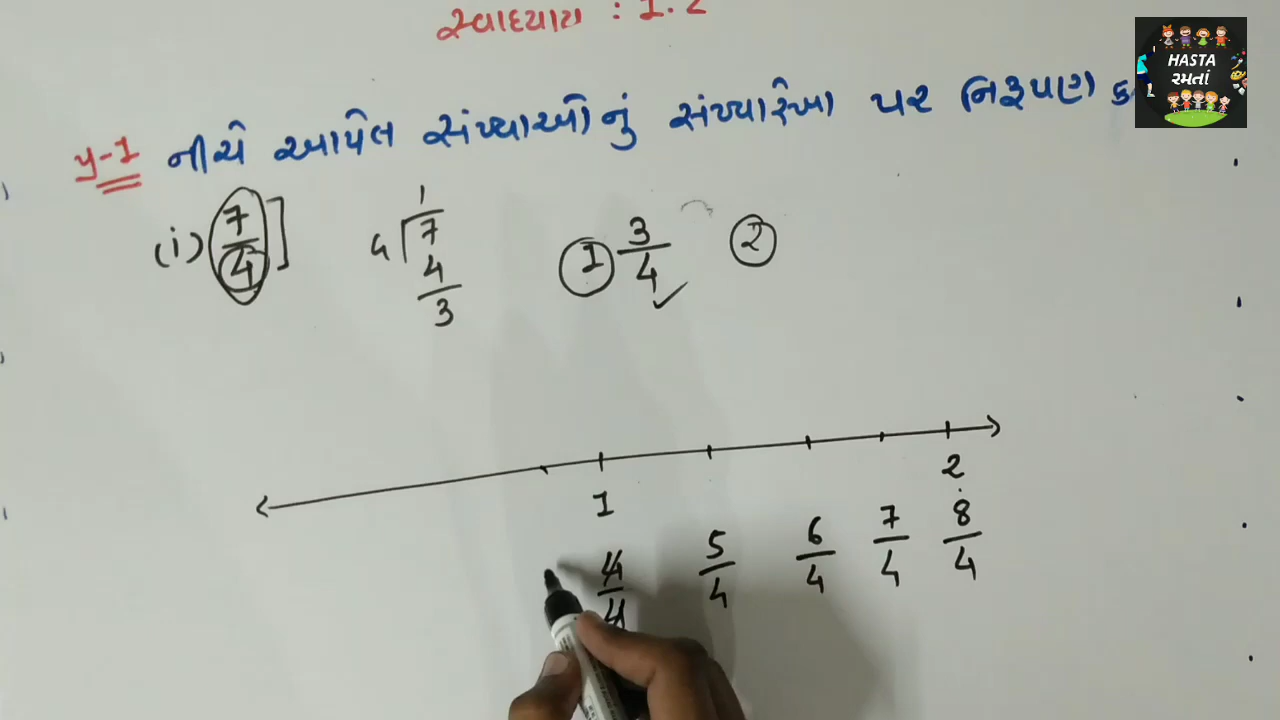 સ્વાધ્યાય : 1.2
HASTA
રમતાં
પ્ર-1 નીચે આપેલ સંખ્યાઓનું સંખ્યારેખા પર નિરૂપણ
(i) 7/4 ] 4 7 1 4 3 1 3/4 ✓ 2
1 2
4/4 5/4 6/4 7/4 8/4